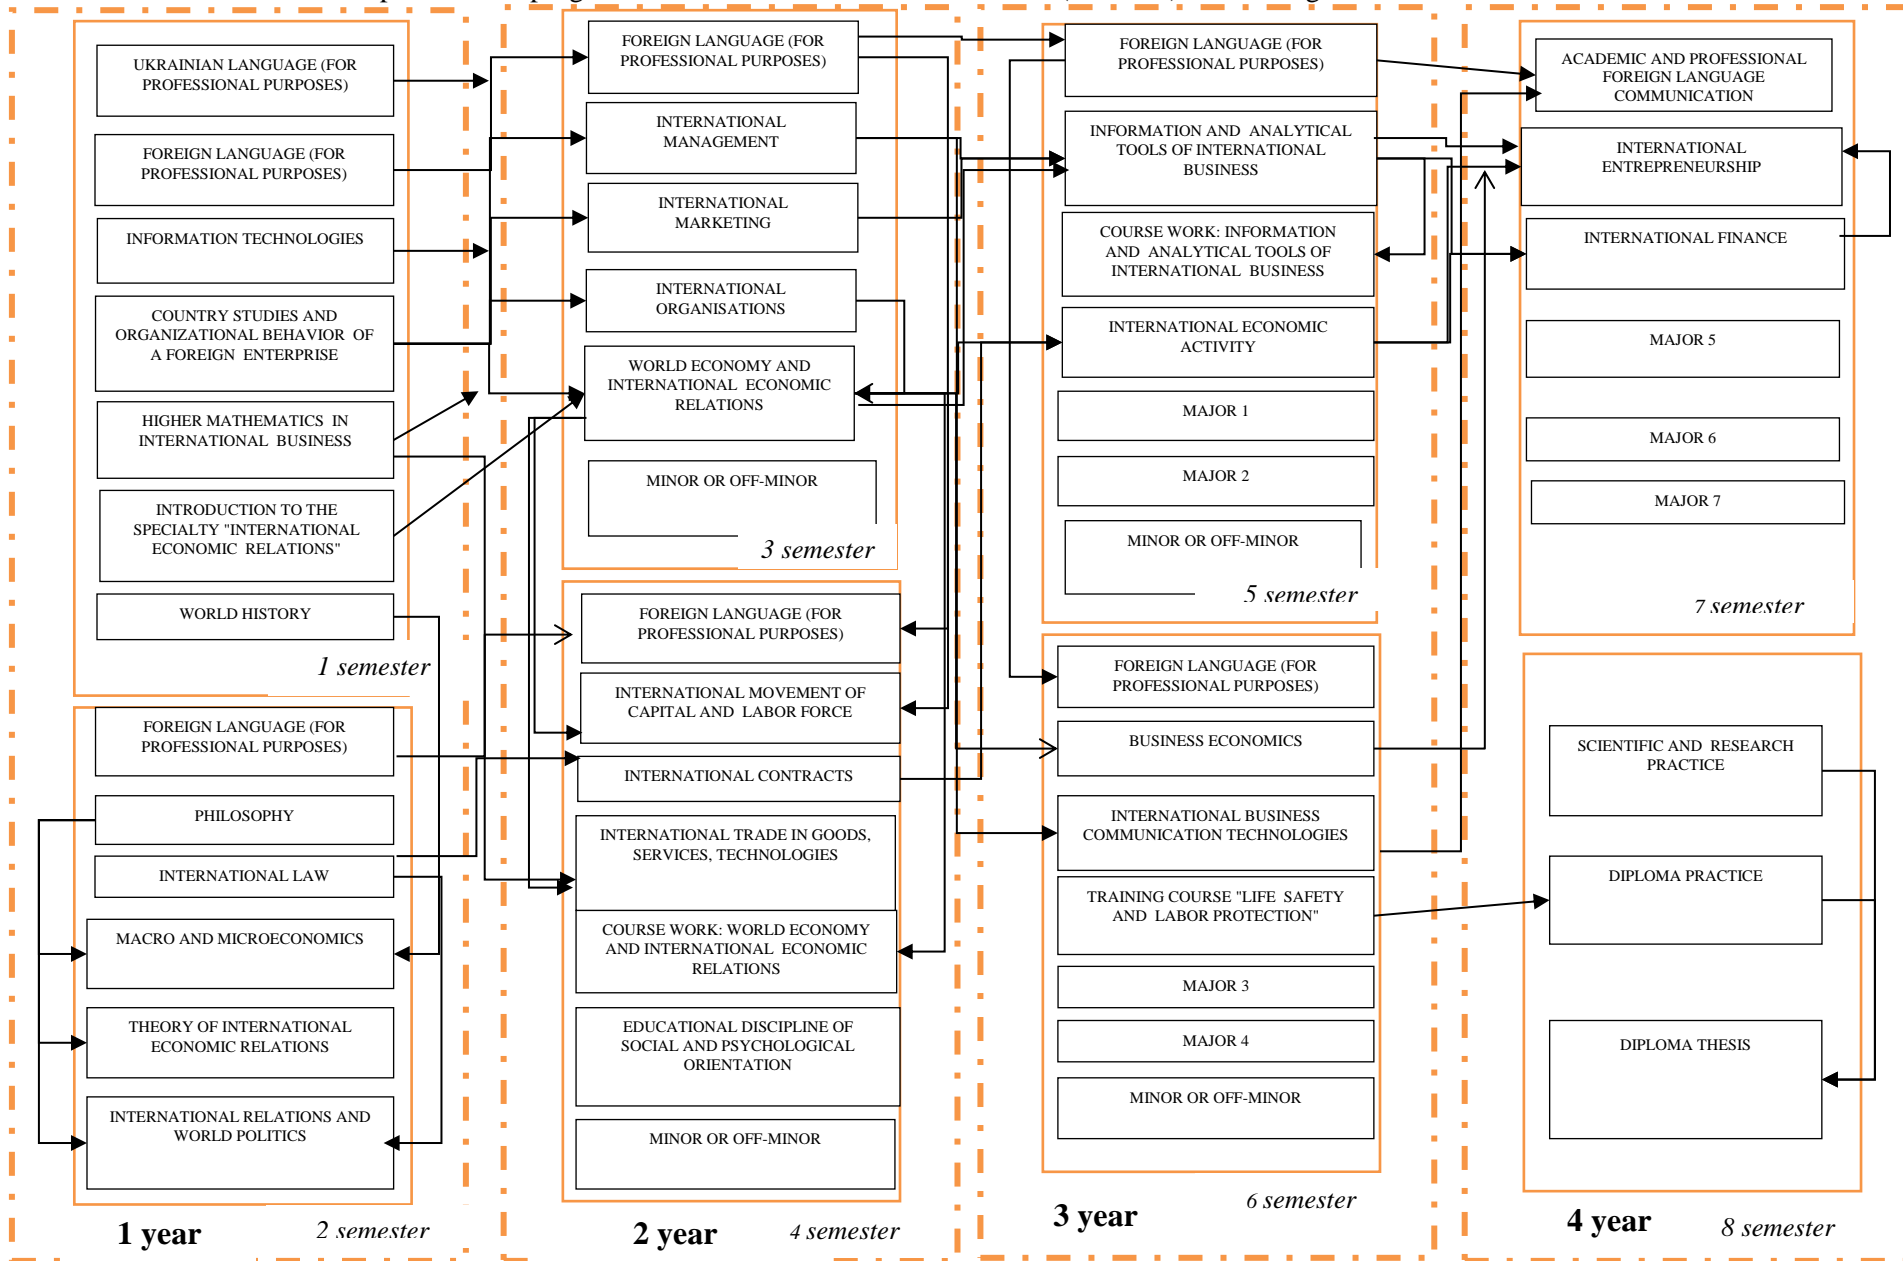 UKRAINIAN LANGUAGE (FOR
PROFESSIONAL PURPOSES)
FOREIGN LANGUAGE (FOR
PROFESSIONAL PURPOSES)
INFORMATION TECHNOLOGIES
COUNTRY STUDIES AND
ORGANIZATIONAL BEHAVIOR OF
A FOREIGN ENTERPRISE
HIGHER MATHEMATICS IN
INTERNATIONAL BUSINESS
INTRODUCTION TO THE
SPECIALTY "INTERNATIONAL
ECONOMIC RELATIONS"
WORLD HISTORY
1 semester
FOREIGN LANGUAGE (FOR
PROFESSIONAL PURPOSES)
PHILOSOPHY
INTERNATIONAL LAW
MACRO AND MICROECONOMICS
THEORY OF INTERNATIONAL
ECONOMIC RELATIONS
INTERNATIONAL RELATIONS AND
WORLD POLITICS
1 year
2 semester
FOREIGN LANGUAGE (FOR
PROFESSIONAL PURPOSES)
INTERNATIONAL
MANAGEMENT
INTERNATIONAL
MARKETING
INTERNATIONAL
ORGANISATIONS
WORLD ECONOMY AND
INTERNATIONAL ECONOMIC
RELATIONS
MINOR OR OFF-MINOR
3 semester
FOREIGN LANGUAGE (FOR
PROFESSIONAL PURPOSES)
INTERNATIONAL MOVEMENT OF
CAPITAL AND LABOR FORCE
INTERNATIONAL CONTRACTS
INTERNATIONAL TRADE IN GOODS,
SERVICES, TECHNOLOGIES
COURSE WORK: WORLD ECONOMY
AND INTERNATIONAL ECONOMIC
RELATIONS
EDUCATIONAL DISCIPLINE OF
SOCIAL AND PSYCHOLOGICAL
ORIENTATION
MINOR OR OFF-MINOR
2 year
4 semester
FOREIGN LANGUAGE (FOR
PROFESSIONAL PURPOSES)
INFORMATION AND ANALYTICAL
TOOLS OF INTERNATIONAL
BUSINESS
COURSE WORK: INFORMATION
AND ANALYTICAL TOOLS OF
INTERNATIONAL BUSINESS
INTERNATIONAL ECONOMIC
ACTIVITY
MAJOR 1
MAJOR 2
MINOR OR OFF-MINOR
5 semester
FOREIGN LANGUAGE (FOR
PROFESSIONAL PURPOSES)
BUSINESS ECONOMICS
INTERNATIONAL BUSINESS
COMMUNICATION TECHNOLOGIES
TRAINING COURSE "LIFE SAFETY
AND LABOR PROTECTION"
MAJOR 3
MAJOR 4
MINOR OR OFF-MINOR
3 year
6 semester
ACADEMIC AND PROFESSIONAL
FOREIGN LANGUAGE
COMMUNICATION
INTERNATIONAL
ENTREPRENEURSHIP
INTERNATIONAL FINANCE
MAJOR 5
MAJOR 6
MAJOR 7
7 semester
SCIENTIFIC AND RESEARCH
PRACTICE
DIPLOMA PRACTICE
DIPLOMA THESIS
4 year
8 semester